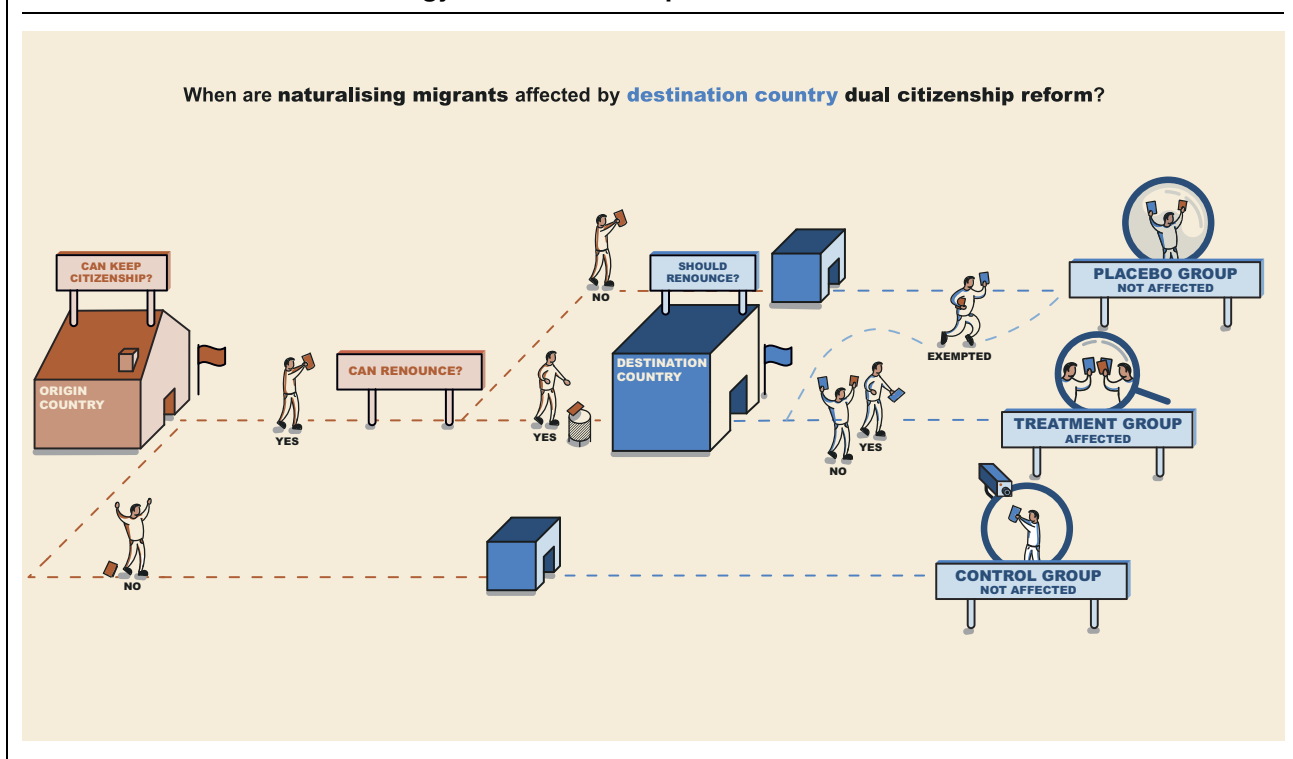 When are naturalising migrants affected by destination country dual citizenship reform?
CAN KEEP
CITIZENSHIP?
ORIGIN
COUNTRY
YES
NO
CAN RENOUNCE?
NO
YES
SHOULD
RENOUNCE?
DESTINATION
COUNTRY
EXEMPTED
NO
YES
PLACEBO GROUP
NOT AFFECTED
TREATMENT GROUP
AFFECTED
CONTROL GROUP
NOT AFFECTED